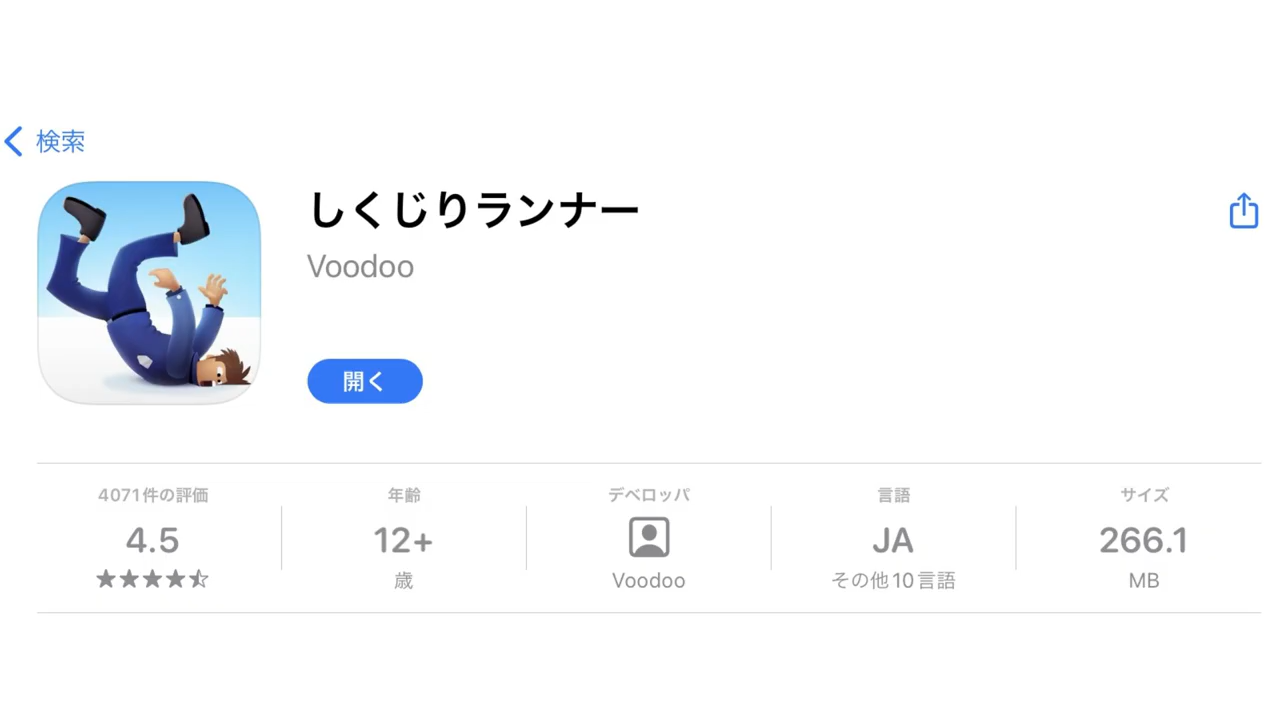 検索
しくじりランナー
Voodoo
開く
4071件の評価
4.5
年齢
12+
歳
デベロッパ
Voodoo
言語
JA
その他10言語
サイズ
266.1
MB